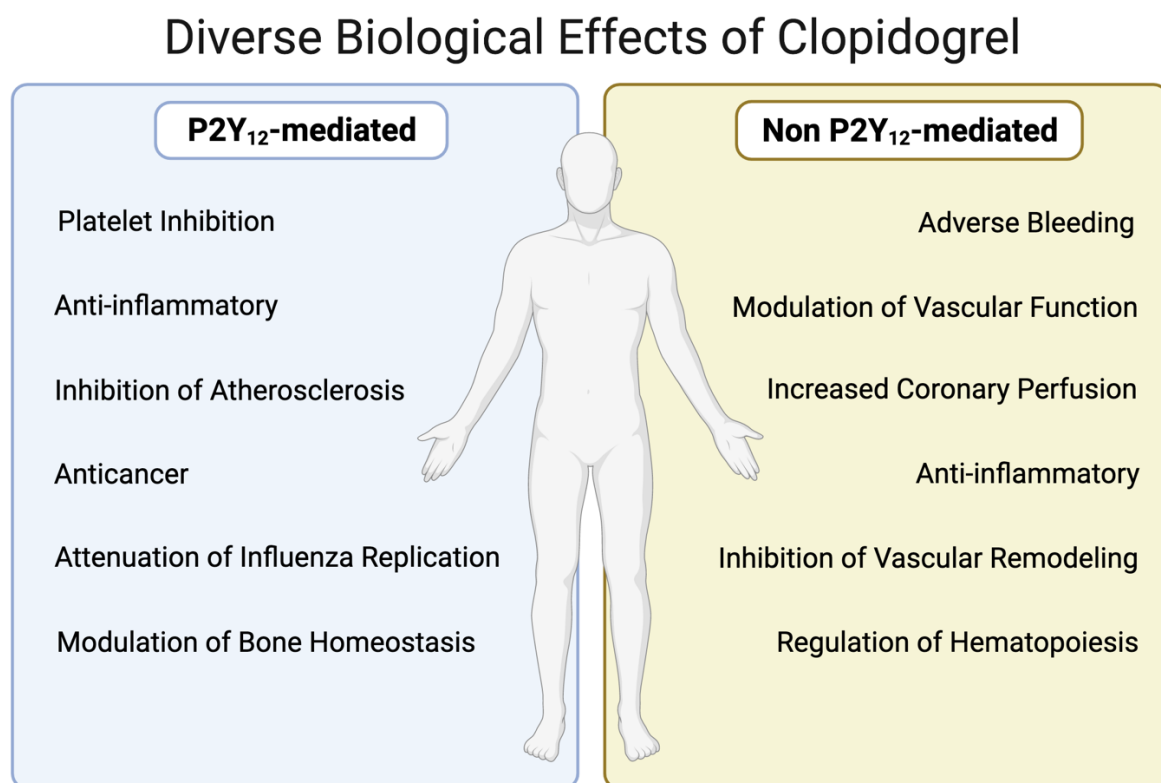 Diverse Biological Effects of Clopidogrel
P2Y₁₂-mediated
Platelet Inhibition
Anti-inflammatory
Inhibition of Atherosclerosis
Anticancer
Attenuation of Influenza Replication
Modulation of Bone Homeostasis
Non P2Y₁₂-mediated
Adverse Bleeding
Modulation of Vascular Function
Increased Coronary Perfusion
Anti-inflammatory
Inhibition of Vascular Remodeling
Regulation of Hematopoiesis